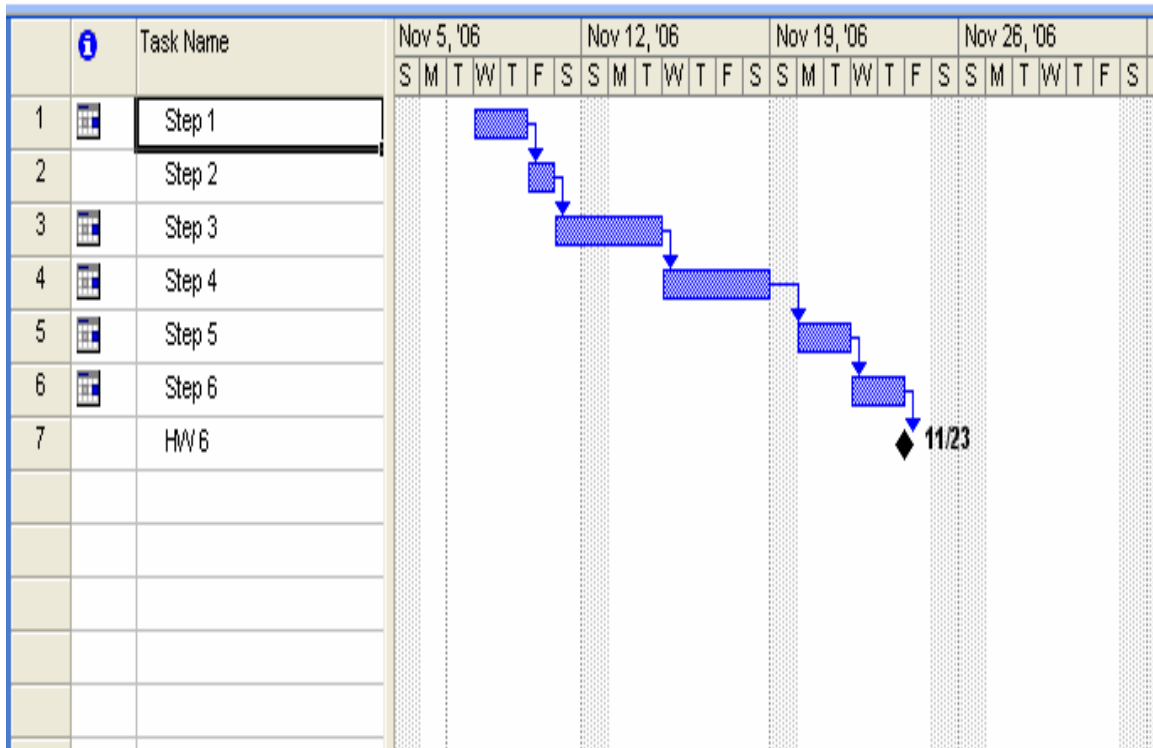 Task Name
Nov 5, '06 Nov 12, '06 Nov 19, '06 Nov 26, '06
S M T W T F S S M T W T F S S M T W T F S S M T W T F S
1 Step 1
2 Step 2
3 Step 3
4 Step 4
5 Step 5
6 Step 6
7 HW 6 11/23